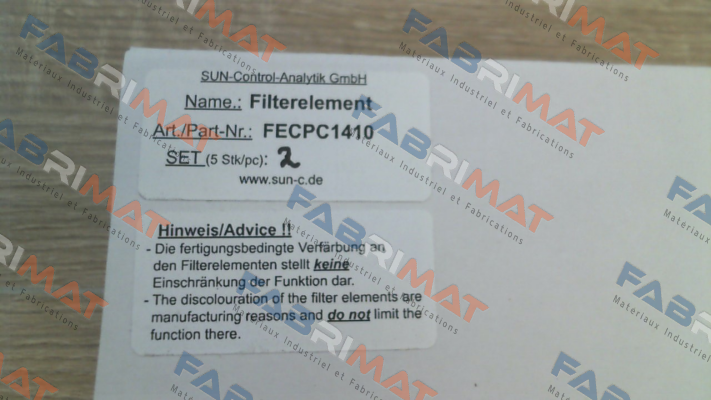 SUN-Control-Analytik GmbH
Name.: Filterelement
Art./Part-Nr.: FECPC1410
SET (5 Stk/pc): 2
www.sun-c.de
Hinweis/Advice !!
- Die fertigungsbedingte Verfärbung an
den Filterelementen stellt keine
Einschränkung der Funktion dar.
- The discolouration of the filter elements are
manufacturing reasons and do not limit the
function there.
FABRIMAT
Matériaux Industriel et Fabrications